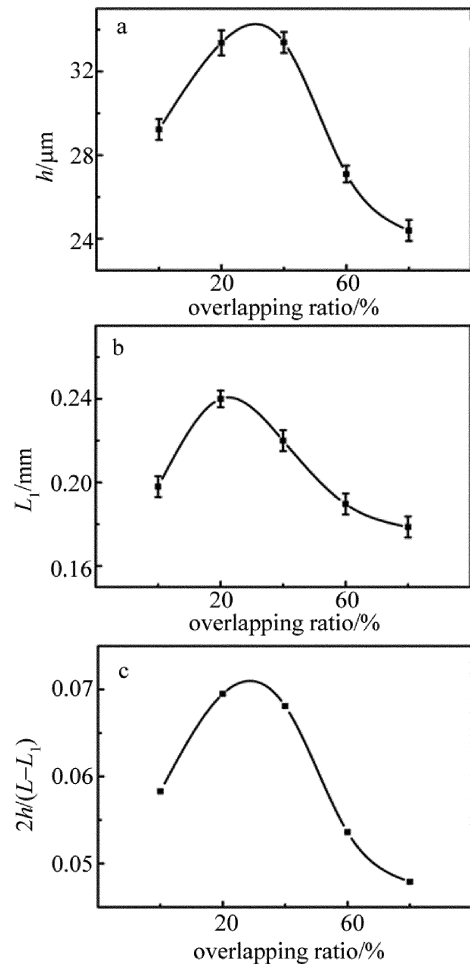 a
32
28
24
h/μm
20
60
overlapping ratio/%
b
0.24
0.20
0.16
L₁/mm
20
60
overlapping ratio/%
c
0.07
0.06
0.05
2h/(L–L₁)
20
60
overlapping ratio/%